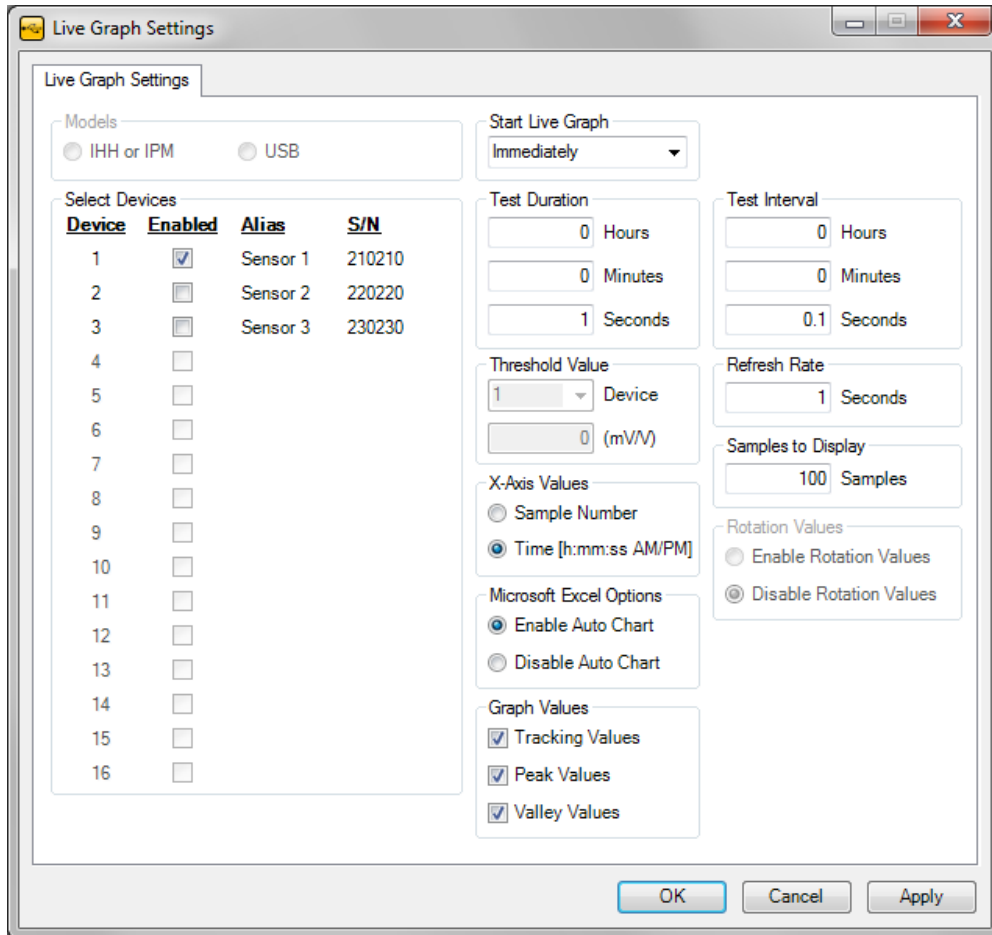 Live Graph Settings
Live Graph Settings
Models
IHH or IPM USB
Select Devices
Device Enabled Alias S/N
1 Sensor 1 210210
2 Sensor 2 220220
3 Sensor 3 230230
4
5
6
7
8
9
10
11
12
13
14
15
16
Start Live Graph
Immediately
Test Duration
0 Hours
0 Minutes
1 Seconds
Threshold Value
1 Device
0 (mV/V)
X-Axis Values
Sample Number
Time [h:mm:ss AM/PM]
Microsoft Excel Options
Enable Auto Chart
Disable Auto Chart
Graph Values
Tracking Values
Peak Values
Valley Values
Test Interval
0 Hours
0 Minutes
0.1 Seconds
Refresh Rate
1 Seconds
Samples to Display
100 Samples
Rotation Values
Enable Rotation Values
Disable Rotation Values
OK Cancel Apply